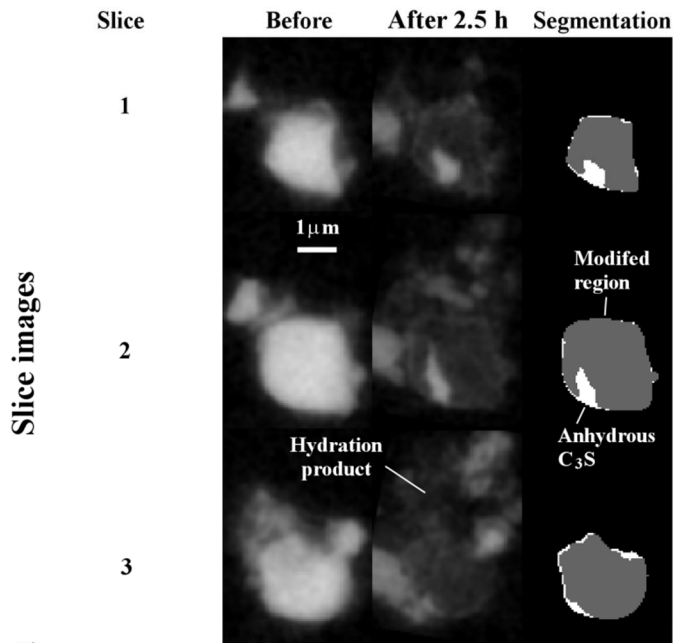 Slice Before After 2.5 h Segmentation
1
1μm
Modifed
region
Slice images
2
Anhydrous
C₃S
Hydration
product
3